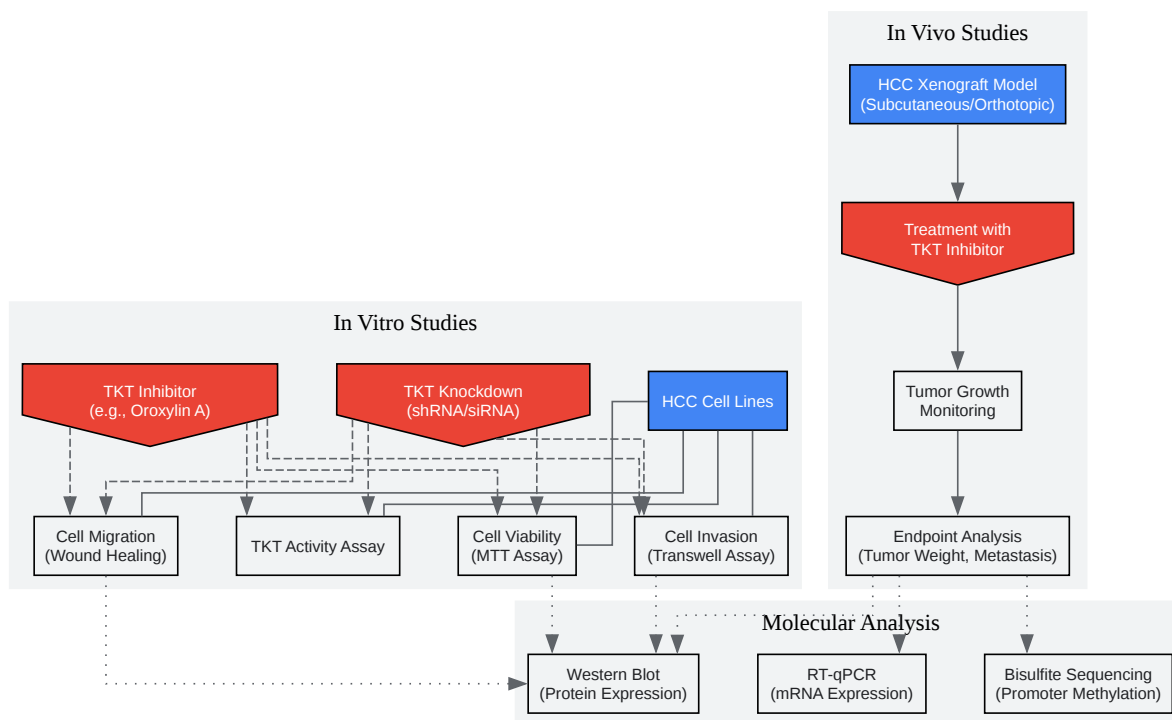 In Vivo Studies
HCC Xenograft Model
(Subcutaneous/Orthotopic)
Treatment with
TKT Inhibitor
Tumor Growth
Monitoring
Endpoint Analysis
(Tumor Weight, Metastasis)
In Vitro Studies
TKT Inhibitor
(e.g., Oroxylin A)
TKT Knockdown
(shRNA/siRNA)
HCC Cell Lines
Cell Migration
(Wound Healing)
TKT Activity Assay
Cell Viability
(MTT Assay)
Cell Invasion
(Transwell Assay)
Molecular Analysis
Western Blot
(Protein Expression)
RT-qPCR
(mRNA Expression)
Bisulfite Sequencing
(Promoter Methylation)